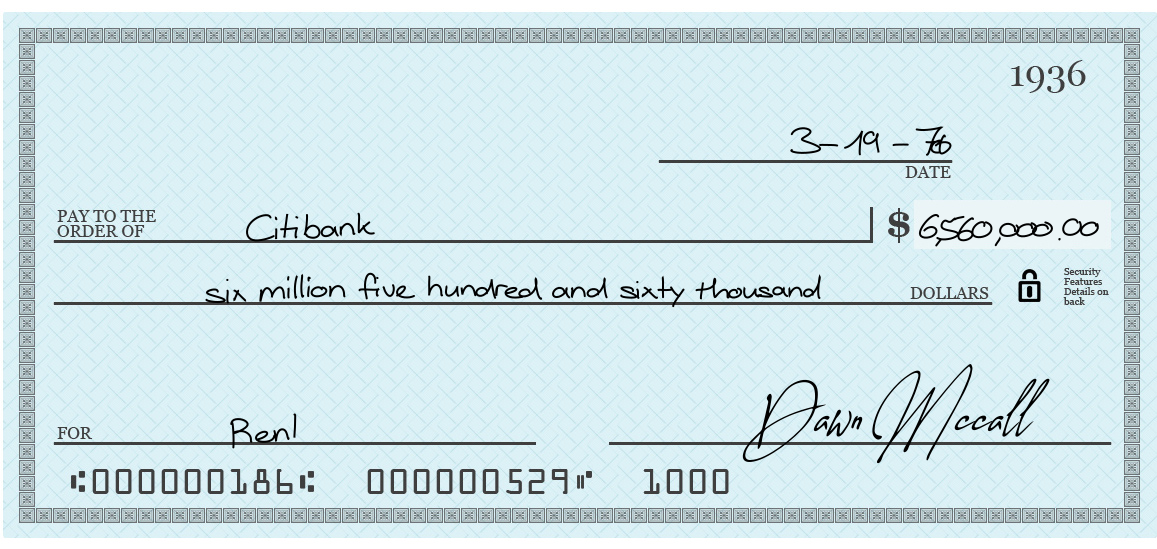 1936
3-19-76
DATE
PAY TO THE
ORDER OF Citibank $ 6,560,000.00
six million five hundred and sixty thousand DOLLARS
Security
Features
Details on
back
FOR Renl Dawn Mccall
⑆000000186⑆ 000000529⑈ 1000